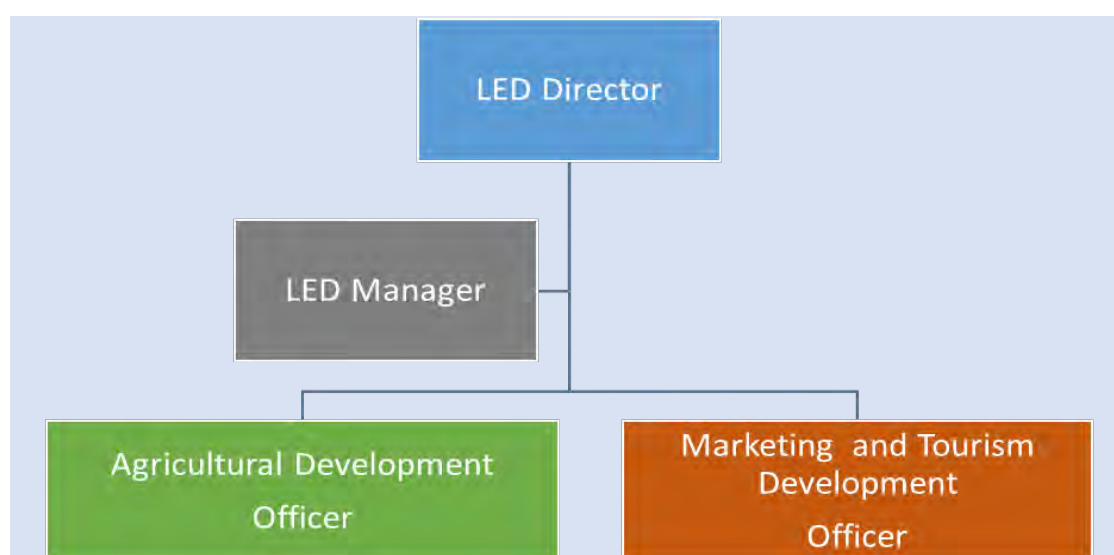 LED Director
LED Manager
Agricultural Development
Officer
Marketing and Tourism
Development
Officer